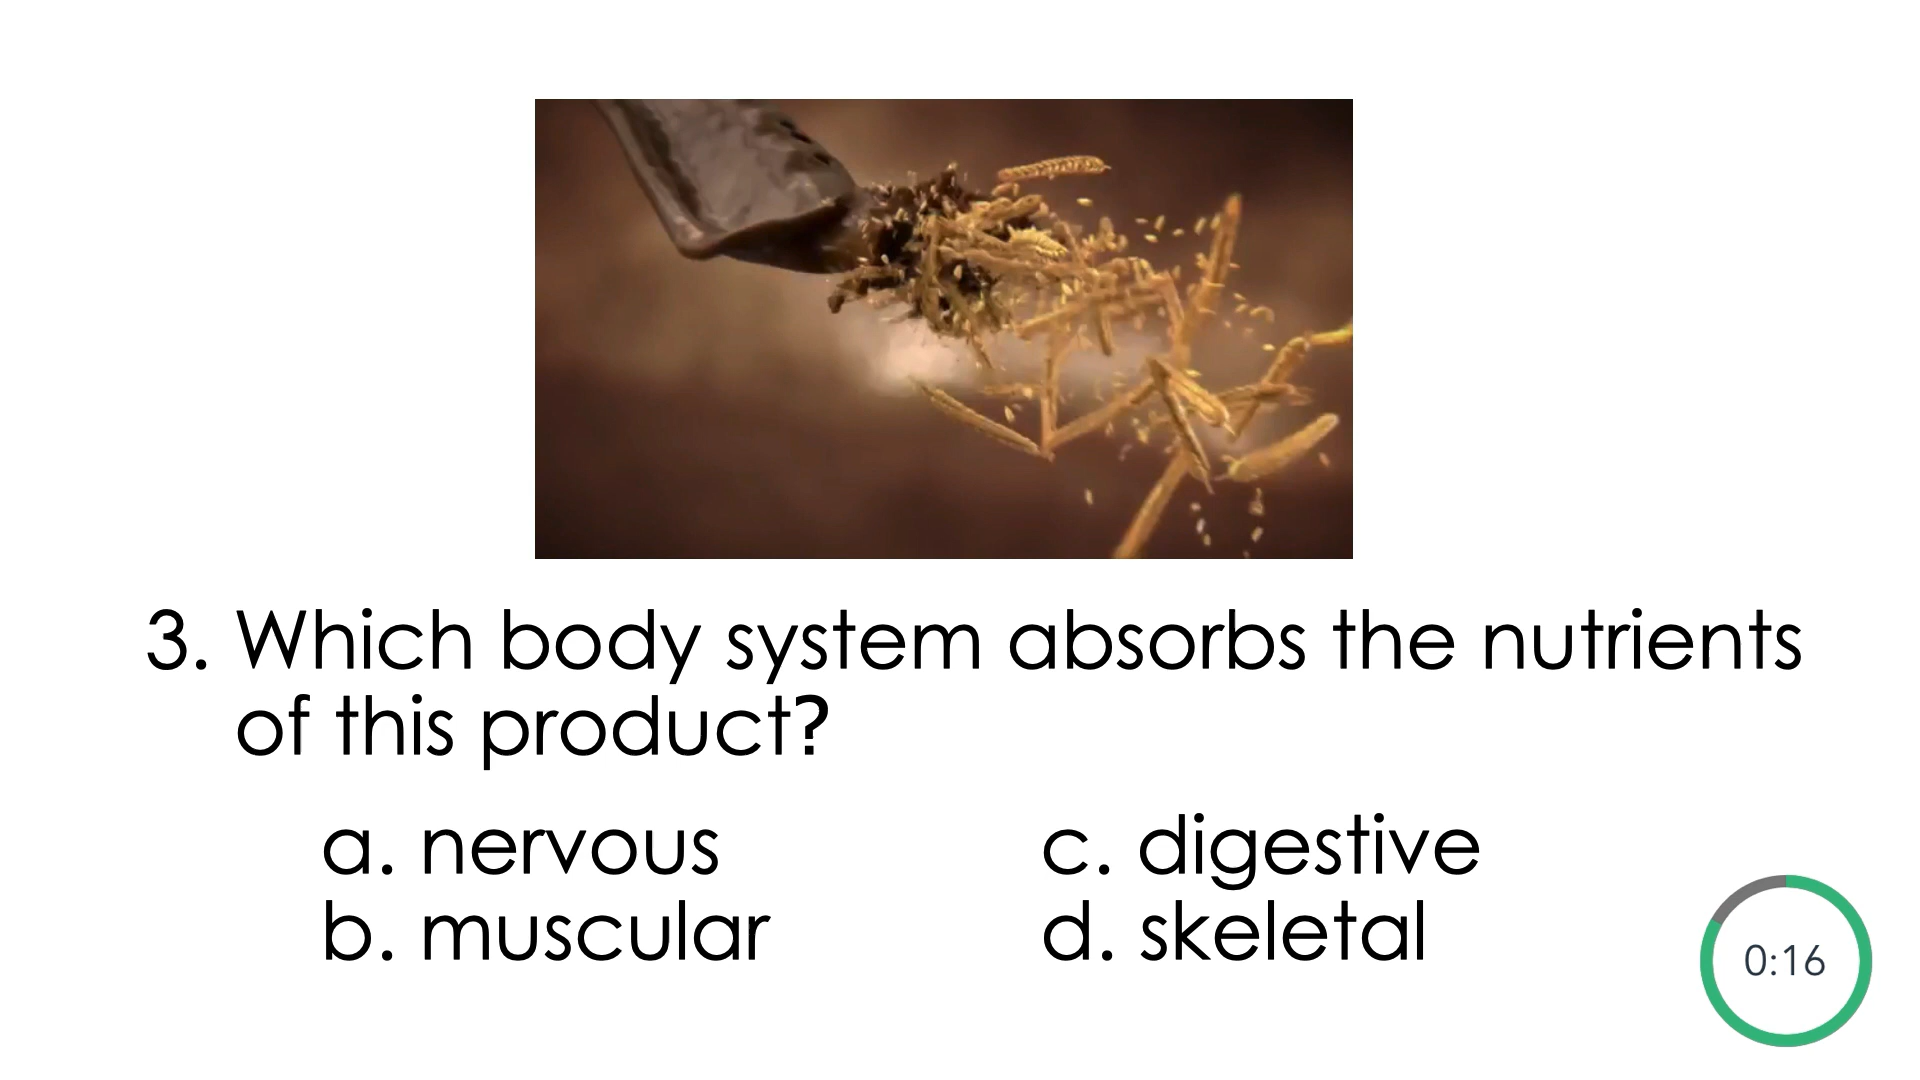 3. Which body system absorbs the nutrients
of this product?
a. nervous
b. muscular
c. digestive
d. skeletal
0:16